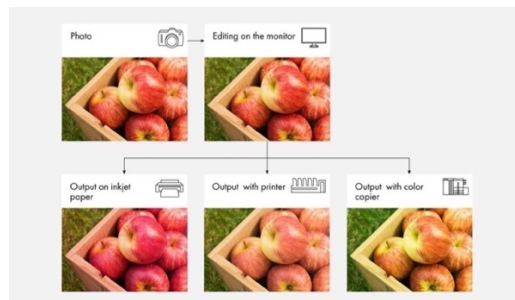 Photo
Editing on the monitor
Output on inkjet
paper
Output with printer
Output with color
copier